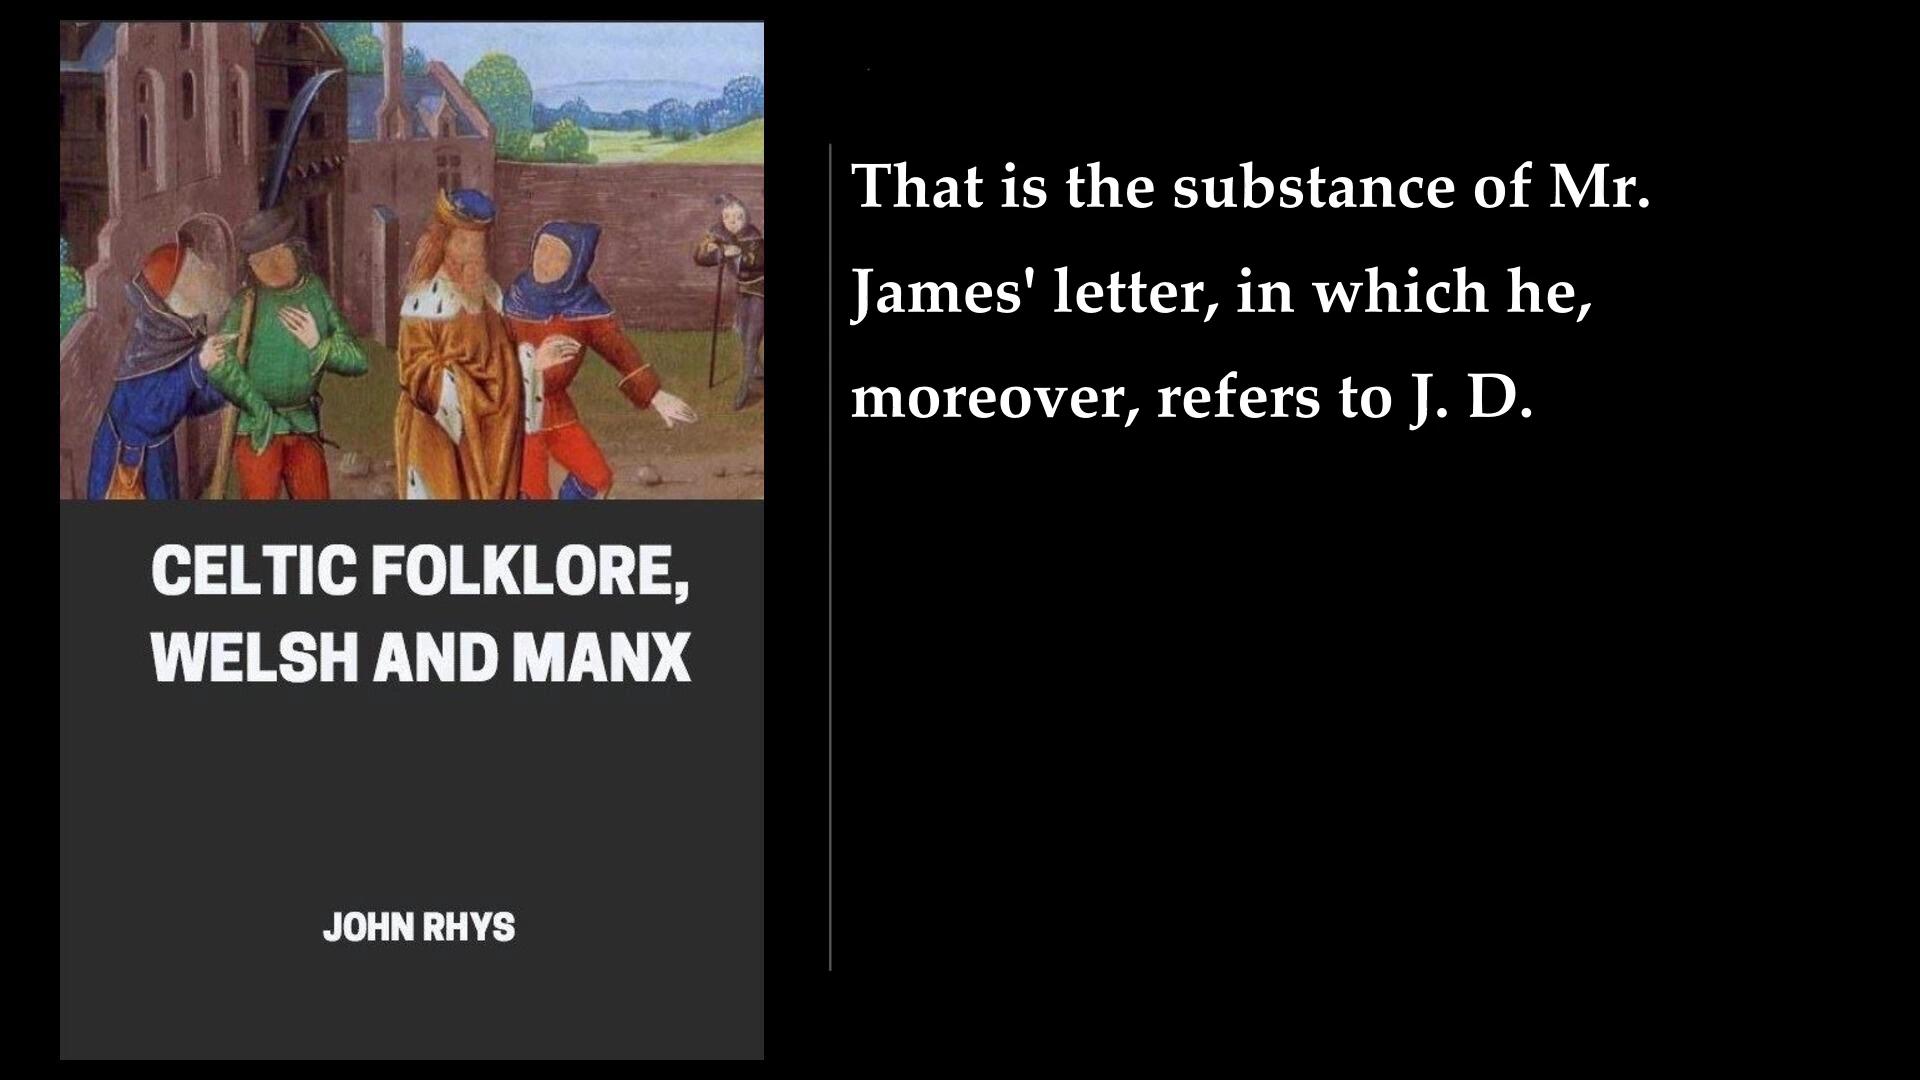 CELTIC FOLKLORE,
WELSH AND MANX
JOHN RHYS
That is the substance of Mr.
James' letter, in which he,
moreover, refers to J. D.